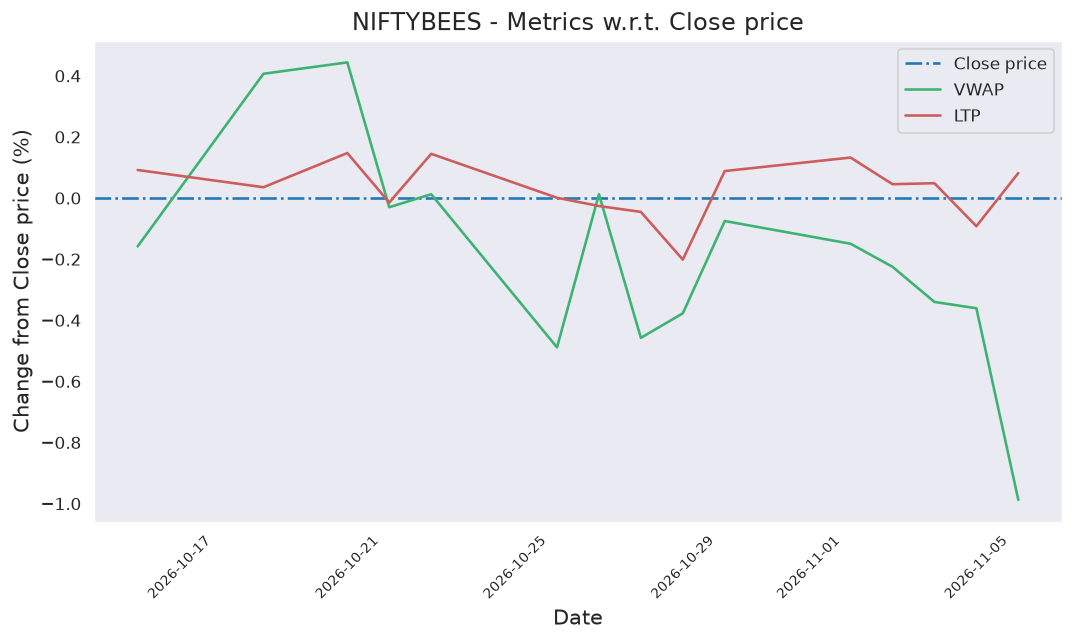 NIFTYBEES - Metrics w.r.t. Close price
Close price
VWAP
LTP
Change from Close price (%)
0.4
0.2
0.0
−0.2
−0.4
−0.6
−0.8
−1.0
2026-10-17
2026-10-21
2026-10-25
2026-10-29
2026-11-01
2026-11-05
Date